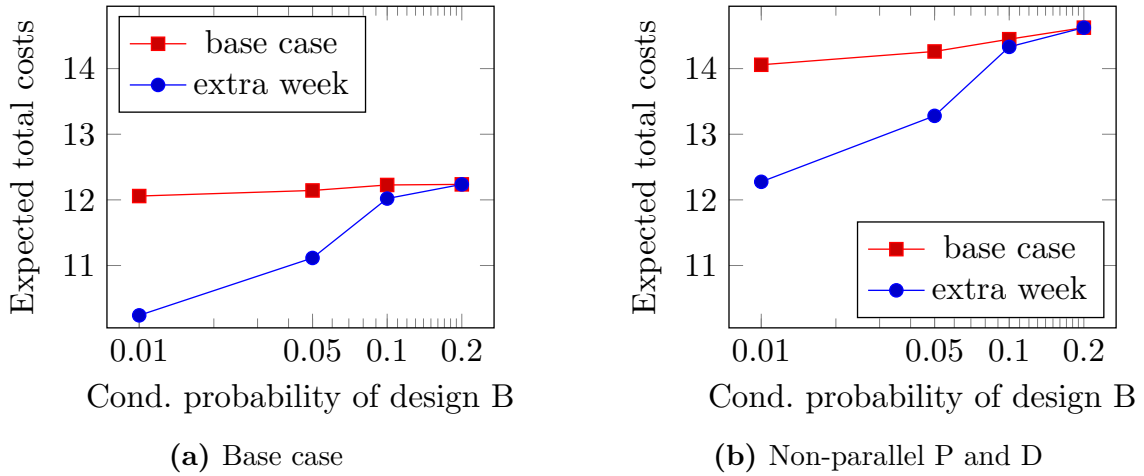 Expected total costs
14
13
12
11
base case
extra week
0.01 0.05 0.1 0.2
Cond. probability of design B
(a) Base case
Expected total costs
14
13
12
11
base case
extra week
0.01 0.05 0.1 0.2
Cond. probability of design B
(b) Non-parallel P and D